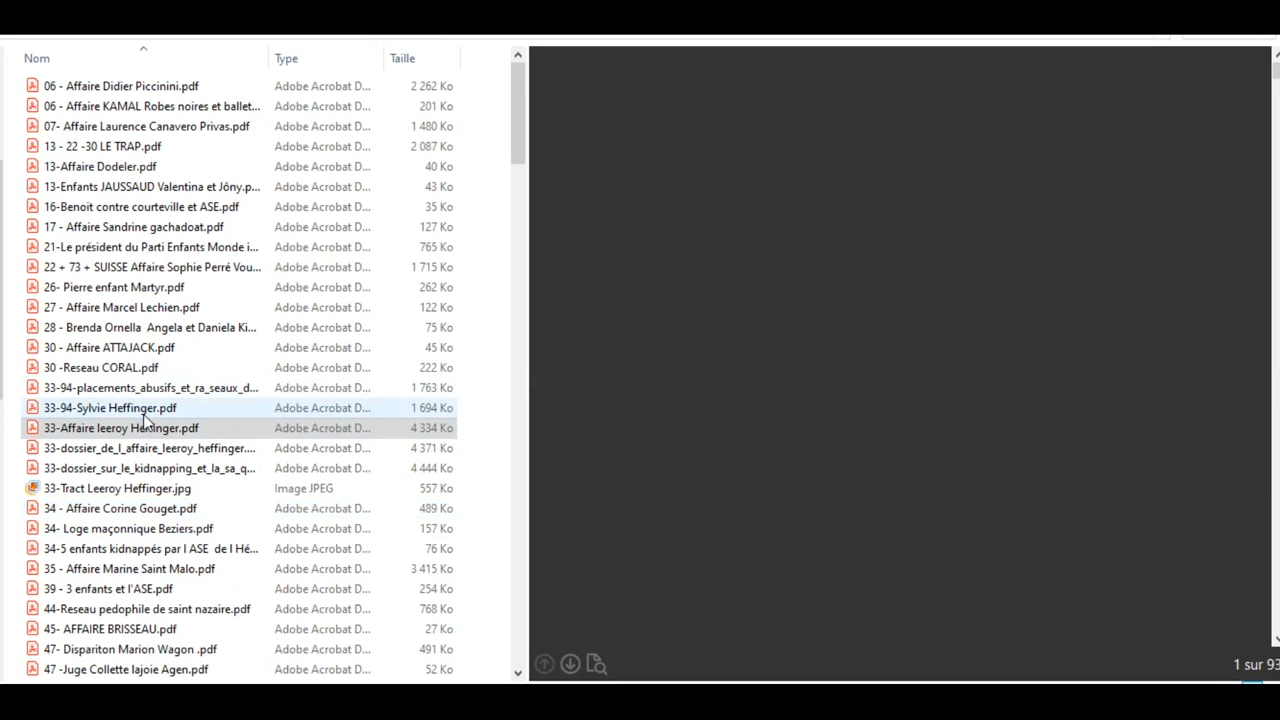 Nom Type Taille
06 - Affaire Didier Piccinini.pdf Adobe Acrobat D... 2 262 Ko
06 - Affaire KAMAL Robes noires et ballet... Adobe Acrobat D... 201 Ko
07- Affaire Laurence Canavero Privas.pdf Adobe Acrobat D... 1 480 Ko
13 - 22 -30 LE TRAP.pdf Adobe Acrobat D... 2 087 Ko
13-Affaire Dodeler.pdf Adobe Acrobat D... 40 Ko
13-Enfants JAUSSAUD Valentina et Jôny.p... Adobe Acrobat D... 43 Ko
16-Benoit contre courteville et ASE.pdf Adobe Acrobat D... 35 Ko
17 - Affaire Sandrine gachadoat.pdf Adobe Acrobat D... 127 Ko
21-Le président du Parti Enfants Monde i... Adobe Acrobat D... 765 Ko
22 + 73 + SUISSE Affaire Sophie Perré Vou... Adobe Acrobat D... 1 715 Ko
26- Pierre enfant Martyr.pdf Adobe Acrobat D... 262 Ko
27 - Affaire Marcel Lechien.pdf Adobe Acrobat D... 122 Ko
28 - Brenda Ornella  Angela et Daniela Ki... Adobe Acrobat D... 75 Ko
30 - Affaire ATTAJACK.pdf Adobe Acrobat D... 45 Ko
30 -Reseau CORAL.pdf Adobe Acrobat D... 222 Ko
33-94-placements_abusifs_et_ra_seaux_d... Adobe Acrobat D... 1 763 Ko
33-94-Sylvie Heffinger.pdf Adobe Acrobat D... 1 694 Ko
33-Affaire leeroy Heffinger.pdf Adobe Acrobat D... 4 334 Ko
33-dossier_de_l_affaire_leeroy_heffinger.... Adobe Acrobat D... 4 371 Ko
33-dossier_sur_le_kidnapping_et_la_sa_q... Adobe Acrobat D... 4 444 Ko
33-Tract Leeroy Heffinger.jpg Image JPEG 557 Ko
34 - Affaire Corine Gouget.pdf Adobe Acrobat D... 489 Ko
34- Loge maçonnique Beziers.pdf Adobe Acrobat D... 157 Ko
34-5 enfants kidnappés par l ASE  de l Hé... Adobe Acrobat D... 76 Ko
35 - Affaire Marine Saint Malo.pdf Adobe Acrobat D... 3 415 Ko
39 - 3 enfants et l'ASE.pdf Adobe Acrobat D... 254 Ko
44-Reseau pedophile de saint nazaire.pdf Adobe Acrobat D... 768 Ko
45- AFFAIRE BRISSEAU.pdf Adobe Acrobat D... 27 Ko
47- Dispariton Marion Wagon .pdf Adobe Acrobat D... 491 Ko
47 -Juge Collette lajoie Agen.pdf Adobe Acrobat D... 52 Ko
1 sur 93